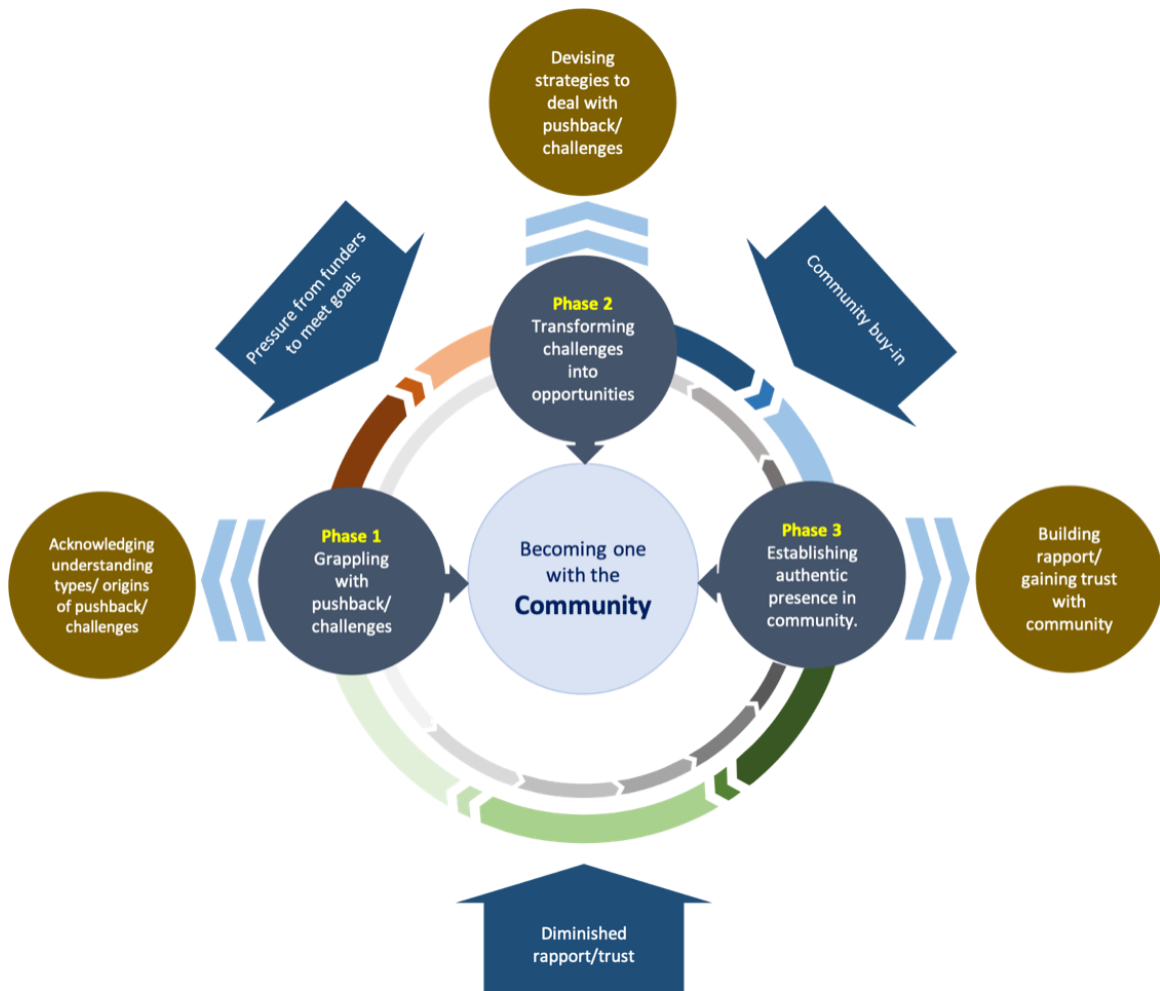 Devising
strategies to
deal with
pushback/
challenges
Pressure from funders
to meet goals
Community buy-in
Phase 2
Transforming
challenges
into
opportunities
Acknowledging
understanding
types/ origins
of pushback/
challenges
Phase 1
Grappling
with
pushback/
challenges
Becoming one
with the
Community
Phase 3
Establishing
authentic
presence in
community.
Building
rapport/
gaining trust
with
community
Diminished
rapport/trust